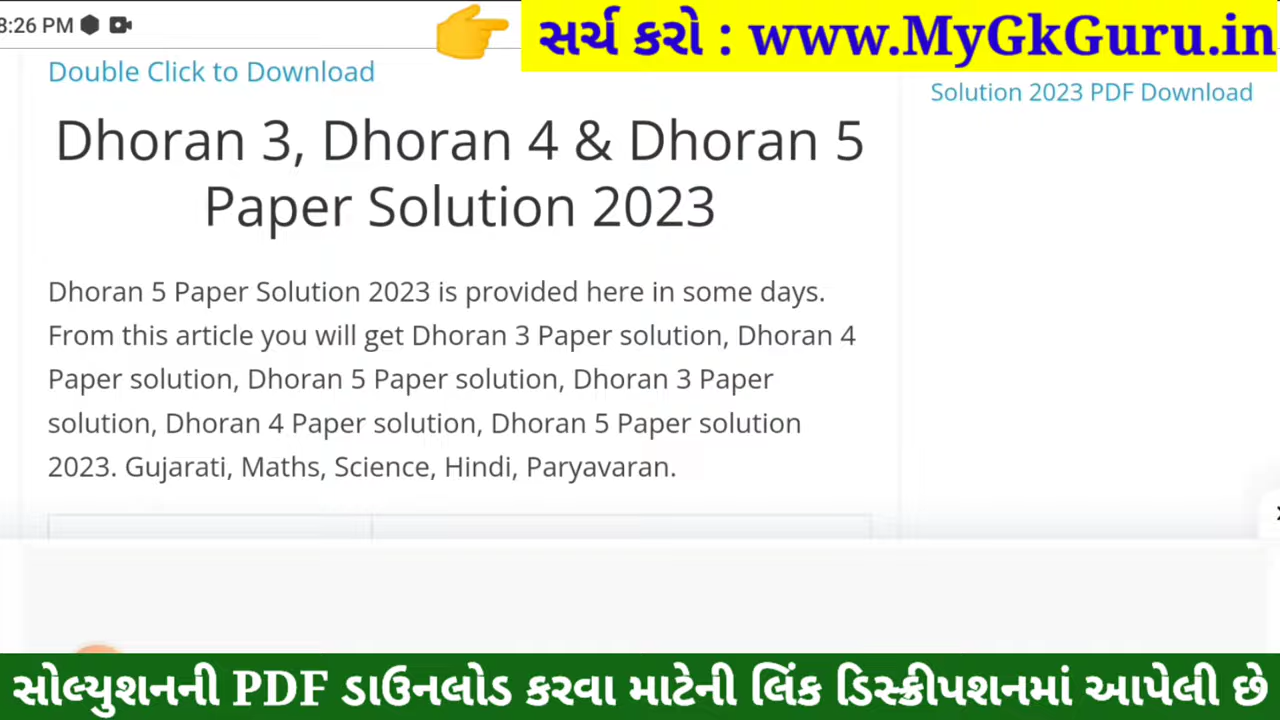 8:26 PM
સર્ચ કરો : www.MyGkGuru.in
Double Click to Download
Solution 2023 PDF Download
Dhoran 3, Dhoran 4 & Dhoran 5
Paper Solution 2023
Dhoran 5 Paper Solution 2023 is provided here in some days.
From this article you will get Dhoran 3 Paper solution, Dhoran 4
Paper solution, Dhoran 5 Paper solution, Dhoran 3 Paper
solution, Dhoran 4 Paper solution, Dhoran 5 Paper solution
2023. Gujarati, Maths, Science, Hindi, Paryavaran.
સોલ્યુશનની PDF ડાઉનલોડ કરવા માટેની લિંક ડિસ્ક્રીપશનમાં આપેલી છે